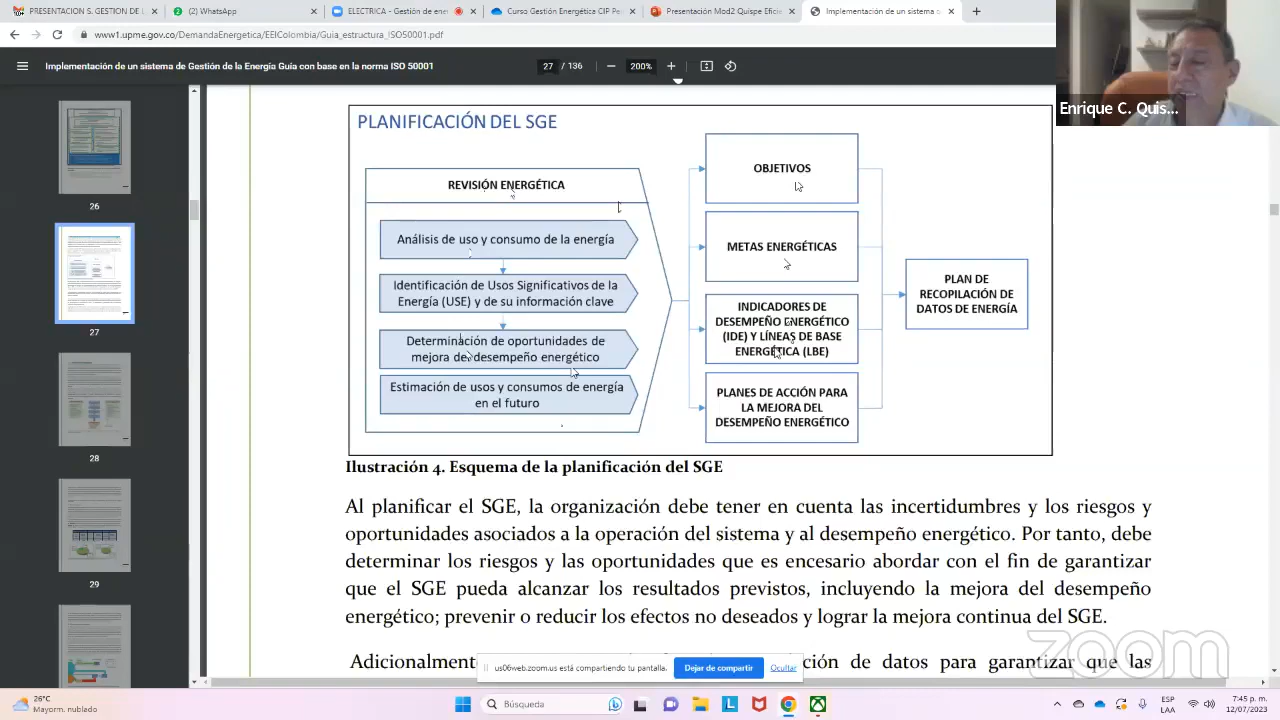 PRESENTACION S. GESTION DE L
(2) WhatsApp
ELECTRICA - Gestión de ener
Curso Gestión Energética CIP Pe
Presentación Mod2 Quispe Eficie
Implementación de un sistema d
www1.upme.gov.co/DemandaEnergetica/EEIColombia/Guia_estructura_ISO50001.pdf
Implementación de un sistema de Gestión de la Energía Guía con base en la norma ISO 50001
27 / 136
200%
Enrique C. Quis...
26
27
28
29
PLANIFICACIÓN DEL SGE
REVISIÓN ENERGÉTICA
Análisis de uso y consumo de la energía
Identificación de Usos Significativos de la
Energía (USE) y de su información clave
Determinación de oportunidades de
mejora de desempeño energético
Estimación de usos y consumos de energía
en el futuro
OBJETIVOS
METAS ENERGÉTICAS
INDICADORES DE
DESEMPEÑO ENERGÉTICO
(IDE) Y LÍNEAS DE BASE
ENERGÉTICA (LBE)
PLANES DE ACCIÓN PARA
LA MEJORA DEL
DESEMPEÑO ENERGÉTICO
PLAN DE
RECOPILACIÓN DE
DATOS DE ENERGÍA
Ilustración 4. Esquema de la planificación del SGE
Al planificar el SGE, la organización debe tener en cuenta las incertidumbres y los riesgos y
oportunidades asociados a la operación del sistema y al desempeño energético. Por tanto, debe
determinar los riesgos y las oportunidades que es encesario abordar con el fin de garantizar
que el SGE pueda alcanzar los resultados previstos, incluyendo la mejora del desempeño
energético; prevenir o reducir los efectos no deseados y lograr la mejora continua del SGE.
Adicionalment
ción de datos para garantizar que las
us06web.zoom.us está compartiendo tu pantalla.
Dejar de compartir
Ocultar
zoom
26°C
Mayorm. nublado
Búsqueda
ESP
LAA
7:45 p. m.
12/07/2023